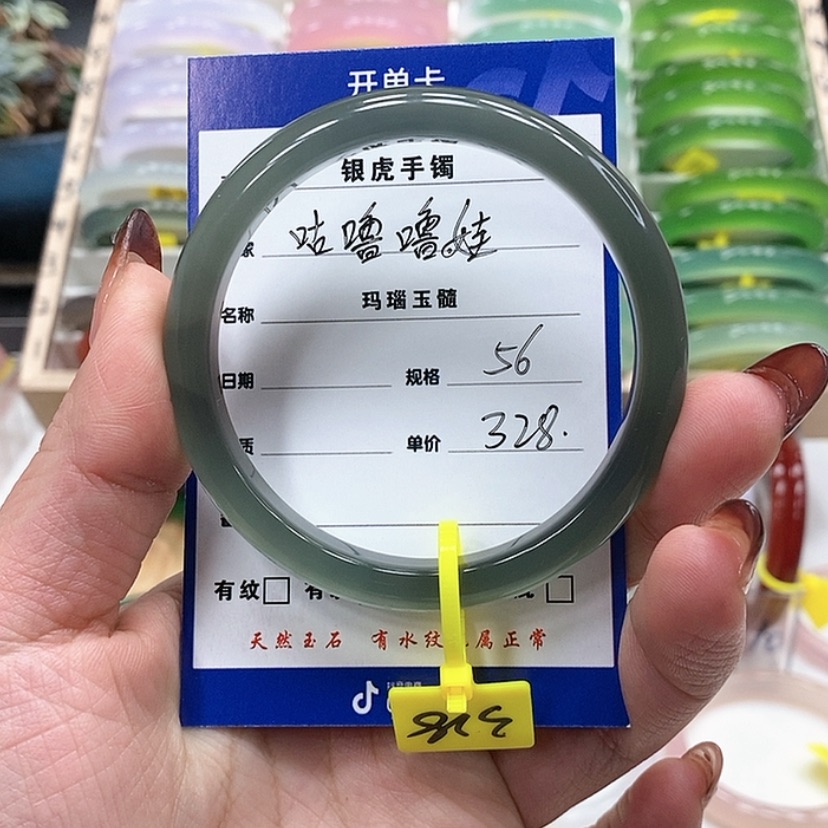 开单卡
银虎手镯
咕噜噜娃
名称 玛瑙玉髓
日期 规格 56
质 单价 328.
有纹 有
天然玉石 有水纹 属正常
328